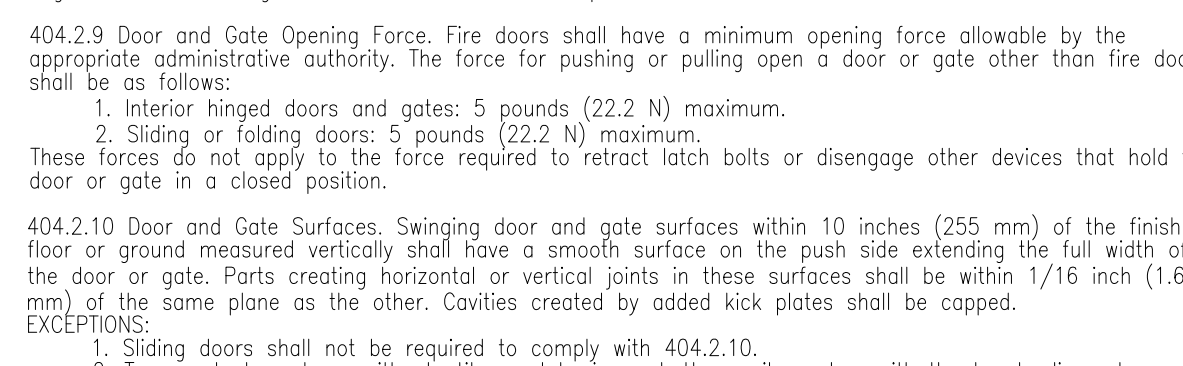 404.2.9 Door and Gate Opening Force. Fire doors shall have a minimum opening force allowable by the
appropriate administrative authority. The force for pushing or pulling open a door or gate other than fire
shall be as follows:
1. Interior hinged doors and gates: 5 pounds (22.2 N) maximum.
2. Sliding or folding doors: 5 pounds (22.2 N) maximum.
These forces do not apply to the force required to retract latch bolts or disengage other devices that hold
door or gate in a closed position.
404.2.10 Door and Gate Surfaces. Swinging door and gate surfaces within 10 inches (255 mm) of the finish
floor or ground measured vertically shall have a smooth surface on the push side extending the full width of
the door or gate. Parts creating horizontal or vertical joints in these surfaces shall be within 1/16 inch (1.6
mm) of the same plane as the other. Cavities created by added kick plates shall be capped.
EXCEPTIONS:
1. Sliding doors shall not be required to comply with 404.2.10.